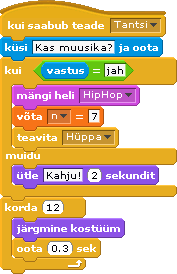 kui saabub teade Tantsi
küsi Kas muusika? ja oota
kui vastus = jah
mängi heli HipHop
võta n = 7
teavita Hüppa
muidu
ütle Kahju! 2 sekundit
korda 12
järgmine kostüüm
oota 0.3 sek